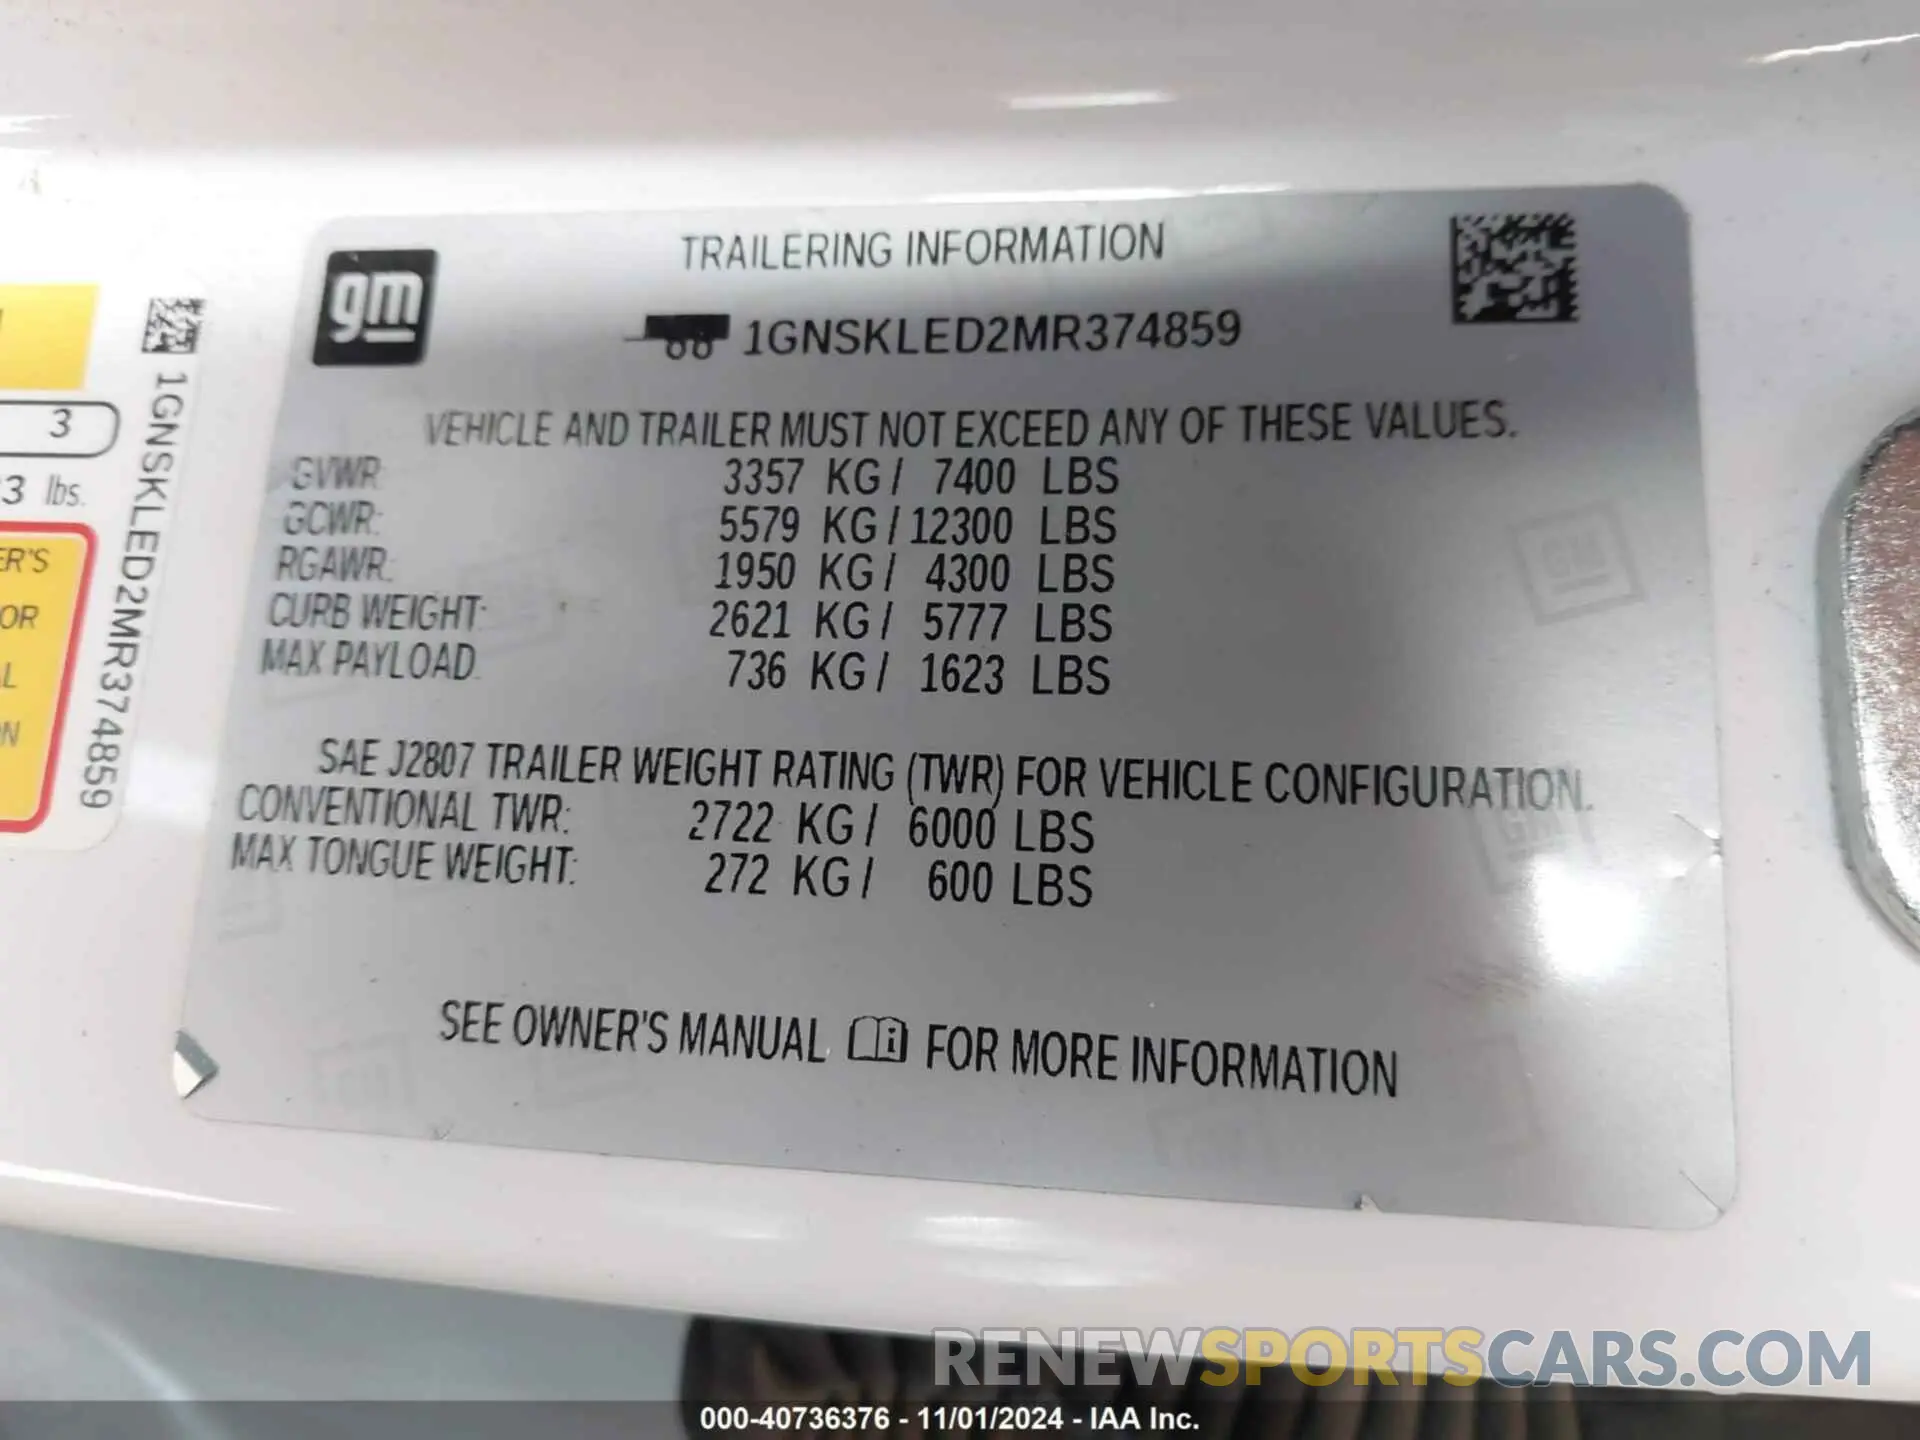 gm
TRAILERING INFORMATION
1GNSKLED2MR374859
VEHICLE AND TRAILER MUST NOT EXCEED ANY OF THESE VALUES.
GVWR: 3357 KG/ 7400 LBS
GCWR: 5579 KG/12300 LBS
RGAWR: 1950 KG/ 4300 LBS
CURB WEIGHT: 2621 KG/ 5777 LBS
MAX PAYLOAD: 736 KG/ 1623 LBS
SAE J2807 TRAILER WEIGHT RATING (TWR) FOR VEHICLE CONFIGURATION.
CONVENTIONAL TWR: 2722 KG/ 6000 LBS
MAX TONGUE WEIGHT: 272 KG/ 600 LBS
SEE OWNER'S MANUAL FOR MORE INFORMATION
1GNSKLED2MR374859
3
3 lbs.
ER'S
OR
L
N
GM
RENEWSPORTSCARS.COM
000-40736376 - 11/01/2024 - IAA Inc.